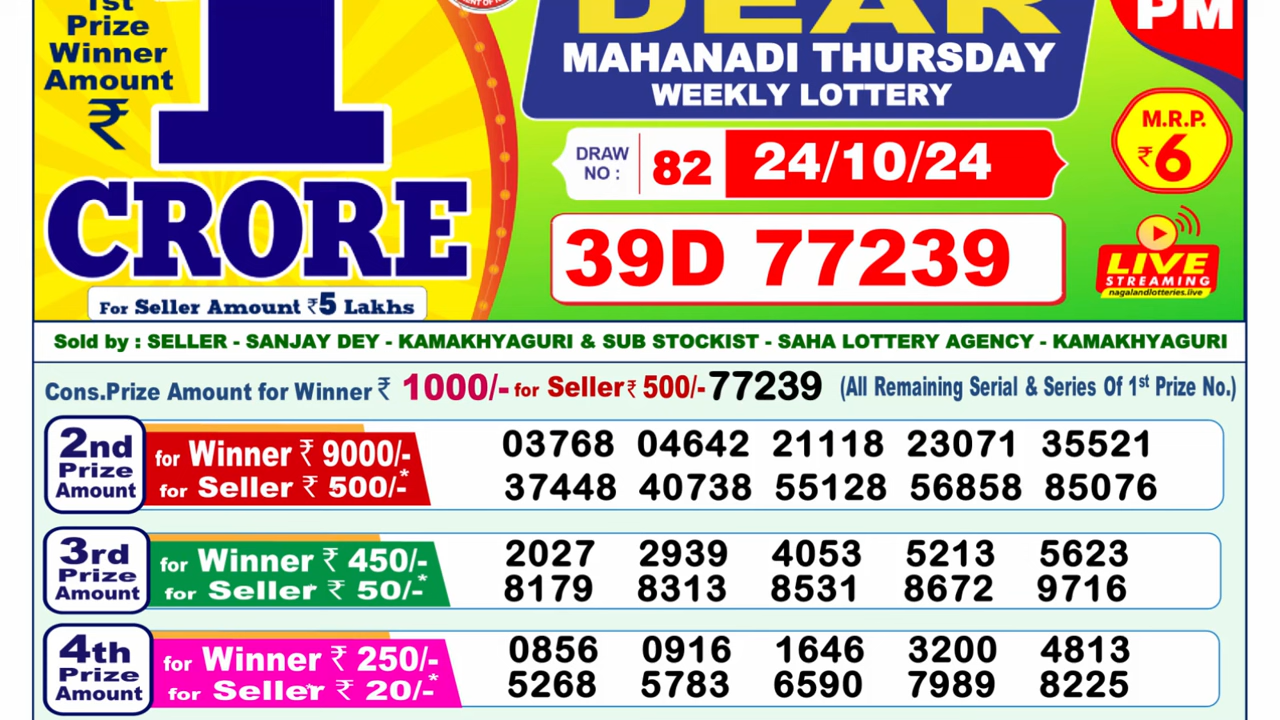 1st
Prize
Winner
Amount
₹
1
CRORE
For Seller Amount ₹5 Lakhs
DEAR
MAHANADI THURSDAY
WEEKLY LOTTERY
PM
DRAW NO : 82 24/10/24
M.R.P.
₹6
39D 77239
LIVE
STREAMING
nagalandlotteries.live
Sold by : SELLER - SANJAY DEY - KAMAKHYAGURI & SUB STOCKIST - SAHA LOTTERY AGENCY - KAMAKHYAGURI
Cons.Prize Amount for Winner ₹ 1000/- for Seller ₹ 500/- 77239 (All Remaining Serial & Series Of 1st Prize No.)
2nd
Prize
Amount
for Winner ₹ 9000/-
for Seller ₹ 500/-*
03768 04642 21118 23071 35521
37448 40738 55128 56858 85076
3rd
Prize
Amount
for Winner ₹ 450/-
for Seller ₹ 50/-*
2027 2939 4053 5213 5623
8179 8313 8531 8672 9716
4th
Prize
Amount
for Winner ₹ 250/-
for Seller ₹ 20/-*
0856 0916 1646 3200 4813
5268 5783 6590 7989 8225